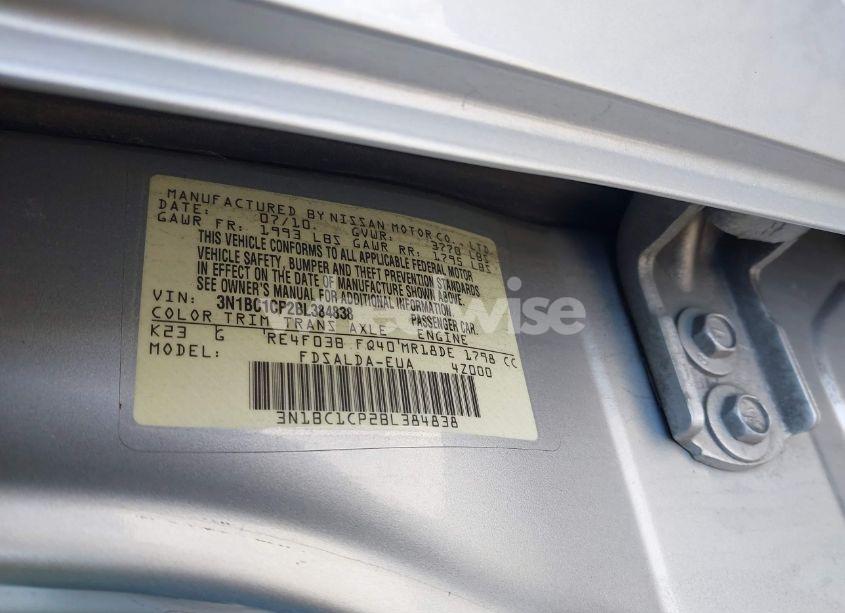 MANUFACTURED BY NISSAN MOTOR CO., LTD.
DATE: 07/10. GVWR: 3770 LBS
GAWR FR: 1993 LBS GAWR RR: 1795 LBS
THIS VEHICLE CONFORMS TO ALL APPLICABLE FEDERAL MOTOR
VEHICLE SAFETY, BUMPER AND THEFT PREVENTION STANDARDS
IN EFFECT ON THE DATE OF MANUFACTURE SHOWN ABOVE.
SEE OWNER'S MANUAL FOR ADDITIONAL INFORMATION.
VIN: 3N1BC1CP2BL384838 PASSENGER CAR
COLOR TRIM TRANS AXLE ENGINE
K23 G RE4F03B FQ40 MR18DE 1798 CC
MODEL: FDSALDA-EUA 4Z000
3N1BC1CP2BL384838